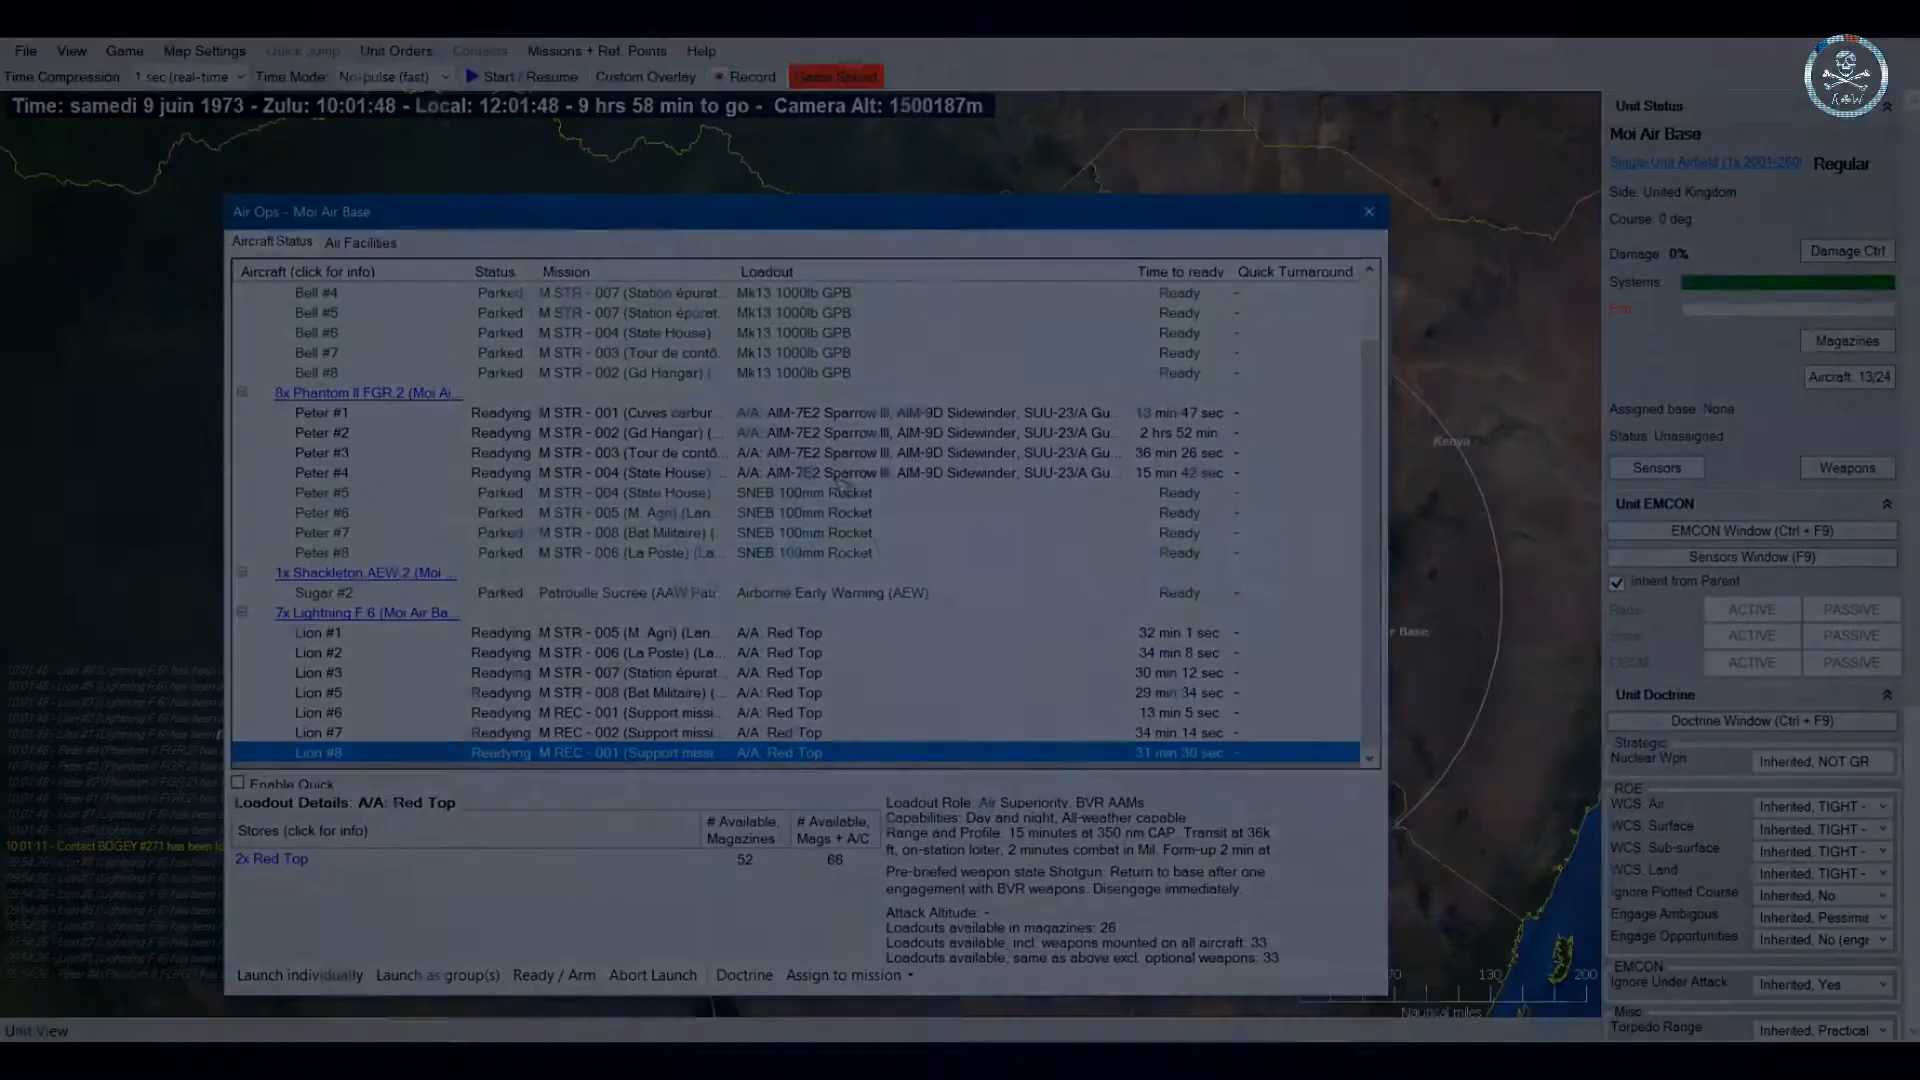 File View Game Map Settings Quick Jump Unit Orders Contacts Missions + Ref. Points Help
Time Compression 1 sec (real-time Time Mode: No-pulse (fast) Start / Resume Custom Overlay Record Game Speed
Time: samedi 9 juin 1973 - Zulu: 10:01:48 - Local: 12:01:48 - 9 hrs 58 min to go - Camera Alt: 1500187m
Air Ops - Moi Air Base
Aircraft Status Air Facilities
Aircraft (click for info) Status Mission Loadout Time to ready Quick Turnaround
Bell #4 Parked M STR - 007 (Station épurat... Mk13 1000lb GPB Ready -
Bell #5 Parked M STR - 007 (Station épurat... Mk13 1000lb GPB Ready -
Bell #6 Parked M STR - 004 (State House) Mk13 1000lb GPB Ready -
Bell #7 Parked M STR - 003 (Tour de contô. Mk13 1000lb GPB Ready -
Bell #8 Parked M STR - 002 (Gd Hangar) ( Mk13 1000lb GPB Ready -
8x Phantom II FGR.2 (Moi Ai...
Peter #1 Readying M STR - 001 (Cuves carbur... A/A: AIM-7E2 Sparrow III, AIM-9D Sidewinder, SUU-23/A Gu... 13 min 47 sec -
Peter #2 Readying M STR - 002 (Gd Hangar) (... A/A: AIM-7E2 Sparrow III, AIM-9D Sidewinder, SUU-23/A Gu... 2 hrs 52 min -
Peter #3 Readying M STR - 003 (Tour de contô... A/A: AIM-7E2 Sparrow III, AIM-9D Sidewinder, SUU-23/A Gu... 36 min 26 sec -
Peter #4 Readying M STR - 004 (State House) ... A/A: AIM-7E2 Sparrow III, AIM-9D Sidewinder, SUU-23/A Gu... 15 min 42 sec -
Peter #5 Parked M STR - 004 (State House) SNEB 100mm Rocket Ready -
Peter #6 Parked M STR - 005 (M. Agri) (Lan.. SNEB 100mm Rocket Ready -
Peter #7 Parked M STR - 008 (Bat Militaire) ( SNEB 100mm Rocket Ready -
Peter #8 Parked M STR - 006 (La Poste) (La... SNEB 100mm Rocket Ready -
1x Shackleton AEW.2 (Moi ...
Sugar #2 Parked Patrouille Sucrée (AAW Patr Airborne Early Warning (AEW) Ready -
7x Lightning F.6 (Moi Air Ba...
Lion #1 Readying M STR - 005 (M. Agri) (Lan... A/A: Red Top 32 min 1 sec -
Lion #2 Readying M STR - 006 (La Poste) (La... A/A: Red Top 34 min 8 sec -
Lion #3 Readying M STR - 007 (Station épurat... A/A: Red Top 30 min 12 sec -
Lion #5 Readying M STR - 008 (Bat Militaire) (... A/A: Red Top 29 min 34 sec -
Lion #6 Readying M REC - 001 (Support missi... A/A: Red Top 13 min 5 sec -
Lion #7 Readying M REC - 002 (Support missi... A/A: Red Top 34 min 14 sec -
Lion #8 Readying M REC - 001 (Support missi... A/A: Red Top 31 min 30 sec -
Enable Quick
Loadout Details: A/A: Red Top
Stores (click for info) # Available, Magazines # Available, Mags + A/C
2x Red Top 52 66
Loadout Role: Air Superiority, BVR AAMs
Capabilities: Day and night, All-weather capable
Range and Profile: 15 minutes at 350 nm CAP. Transit at 36k
ft, on-station loiter, 2 minutes combat in Mil. Form-up 2 min at
Pre-briefed weapon state Shotgun: Return to base after one
engagement with BVR weapons. Disengage immediately.
Attack Altitude: -
Loadouts available in magazines: 26
Loadouts available, incl. weapons mounted on all aircraft: 33
Loadouts available, same as above excl. optional weapons: 33
Launch individually Launch as group(s) Ready / Arm Abort Launch Doctrine Assign to mission
10:01:11 - Contact BOGEY #271 has been lo
Kenya
r Base
70 130 200
Nautical miles
Unit View
Unit Status
Moi Air Base
Single-Unit Airfield (1x 2001-260 Regular
Side: United Kingdom
Course: 0 deg
Damage: 0% Damage Ctrl
Systems:
Fire:
Magazines
Aircraft: 13/24
Assigned base: None
Status: Unassigned
Sensors Weapons
Unit EMCON
EMCON Window (Ctrl + F9)
Sensors Window (F9)
Inherit from Parent
Radar ACTIVE PASSIVE
Sonar ACTIVE PASSIVE
OECM ACTIVE PASSIVE
Unit Doctrine
Doctrine Window (Ctrl + F9)
Strategic
Nuclear Wpn Inherited, NOT GR
ROE
WCS, Air Inherited, TIGHT -
WCS, Surface Inherited, TIGHT -
WCS, Sub-surface Inherited, TIGHT -
WCS, Land Inherited, TIGHT -
Ignore Plotted Course Inherited, No
Engage Ambigous Inherited, Pessimis
Engage Opportunities Inherited, No (engr
EMCON
Ignore Under Attack Inherited, Yes
Misc
Torpedo Range Inherited, Practical